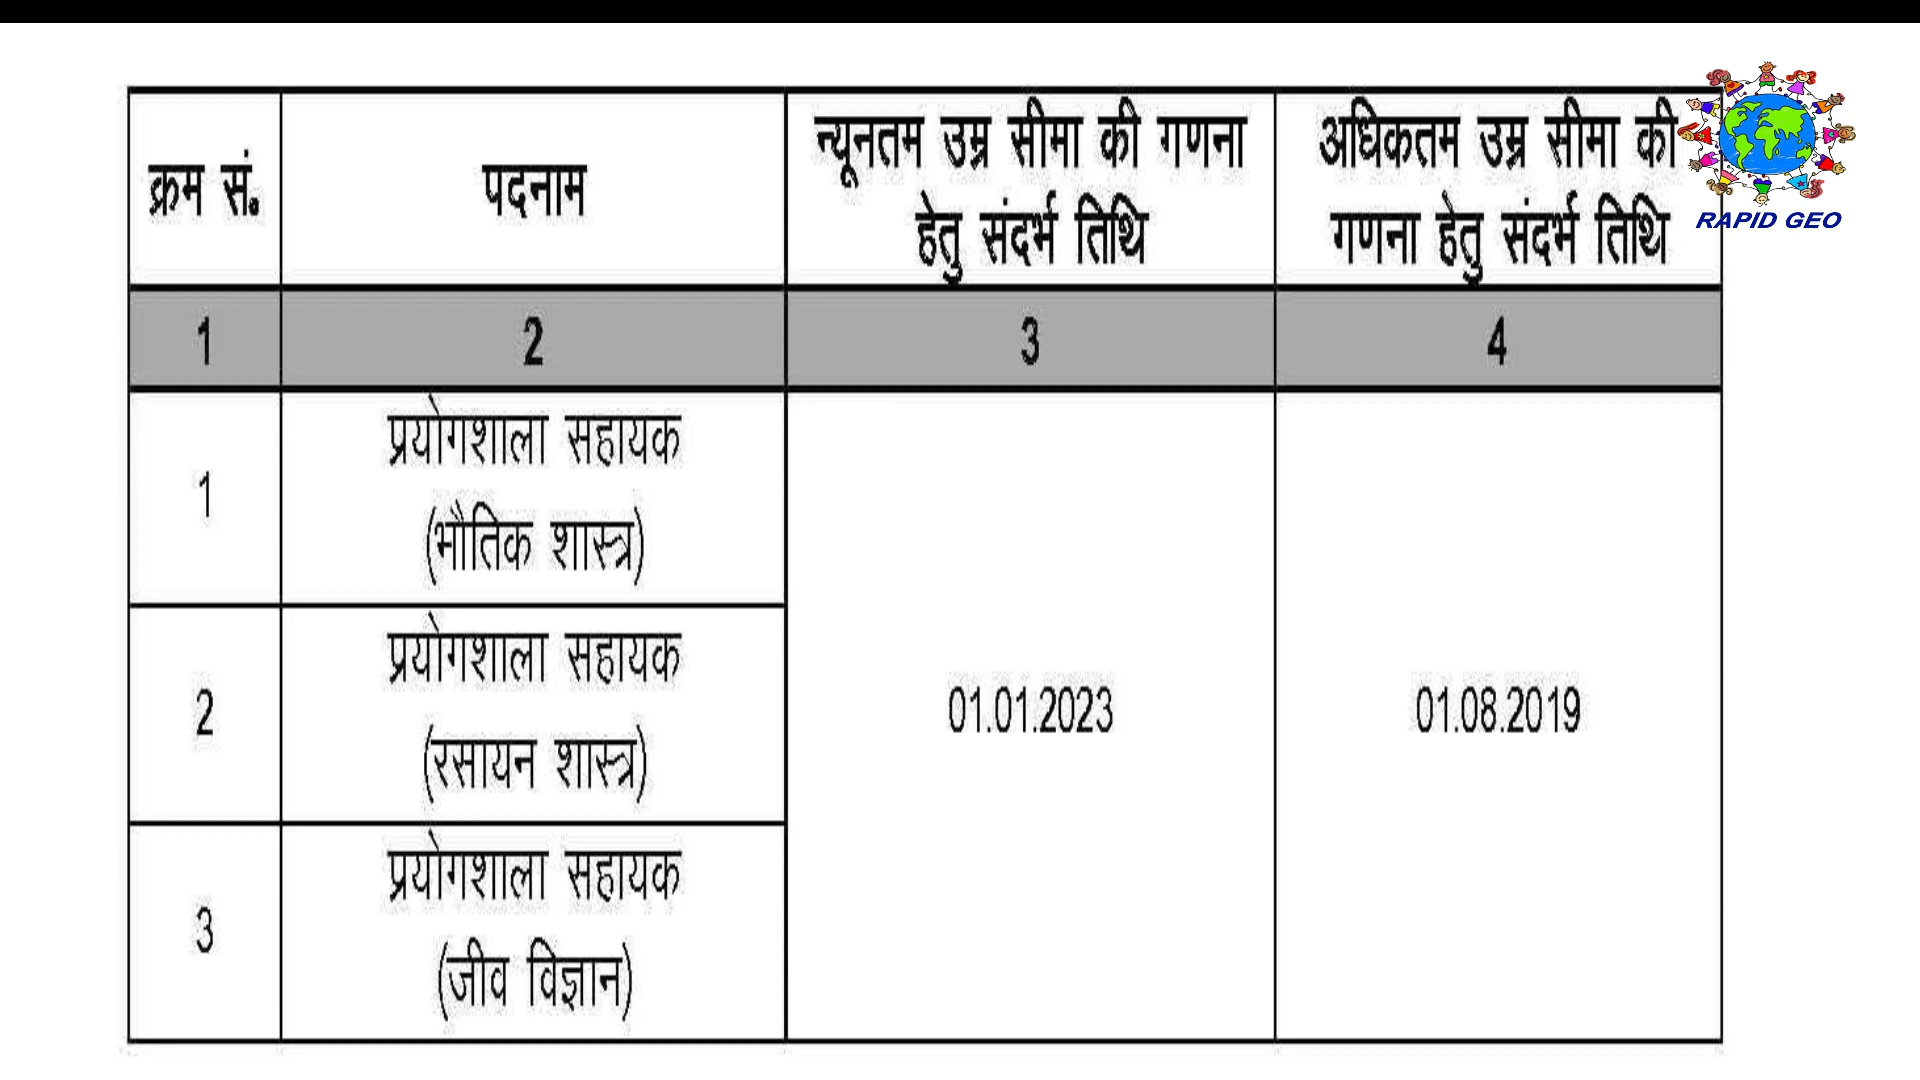 क्रम सं.
पदनाम
न्यूनतम उम्र सीमा की गणना
हेतु संदर्भ तिथि
अधिकतम उम्र सीमा की
गणना हेतु संदर्भ तिथि
RAPID GEO
1
2
3
4
1
प्रयोगशाला सहायक
(भौतिक शास्त्र)
2
प्रयोगशाला सहायक
(रसायन शास्त्र)
3
प्रयोगशाला सहायक
(जीव विज्ञान)
01.01.2023
01.08.2019